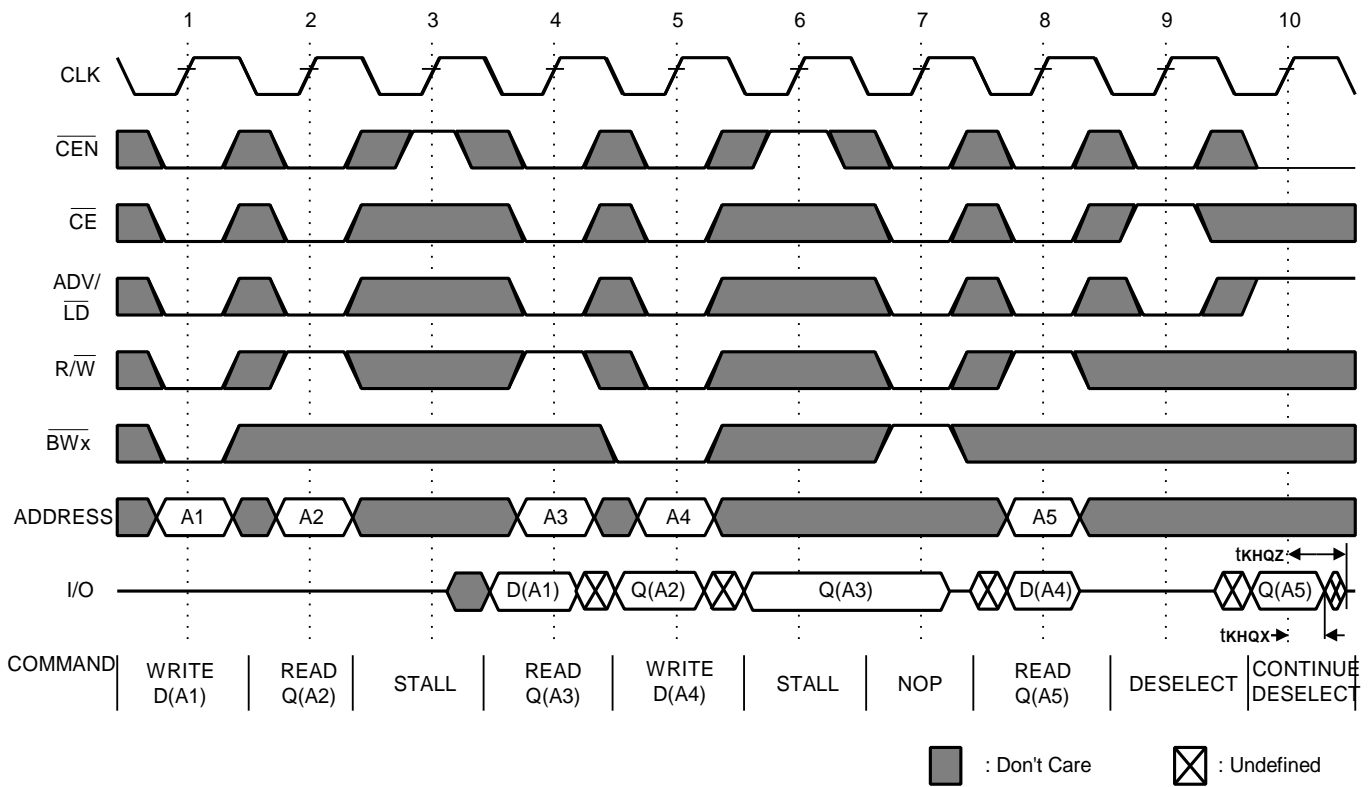 1 2 3 4 5 6 7 8 9 10
CLK
CEN
CE
ADV/
LD
R/W
BWx
ADDRESS A1 A2 A3 A4 A5
tKHQZ
I/O D(A1) Q(A2) Q(A3) D(A4) Q(A5)
tKHQX
COMMAND
WRITE
D(A1)
READ
Q(A2)
STALL
READ
Q(A3)
WRITE
D(A4)
STALL
NOP
READ
Q(A5)
DESELECT
CONTINUE
DESELECT
: Don't Care
: Undefined